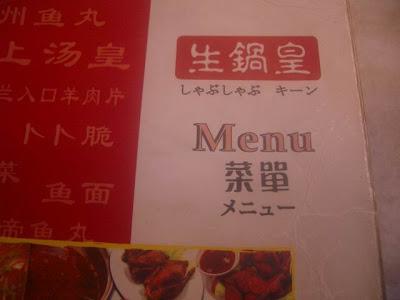 州鱼丸
上汤皇
兰入口羊肉片
卜卜脆
菜 鱼面
帝鱼丸
生鍋皇
しゃぶしゃぶ キーン
Menu
菜單
メニュー